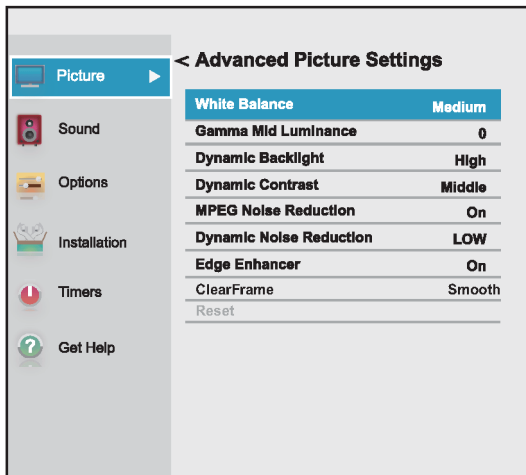 Picture
Sound
Options
Installation
Timers
Get Help
< Advanced Picture Settings
White Balance Medium
Gamma Mid Luminance 0
Dynamic Backlight High
Dynamic Contrast Middle
MPEG Noise Reduction On
Dynamic Noise Reduction LOW
Edge Enhancer On
ClearFrame Smooth
Reset